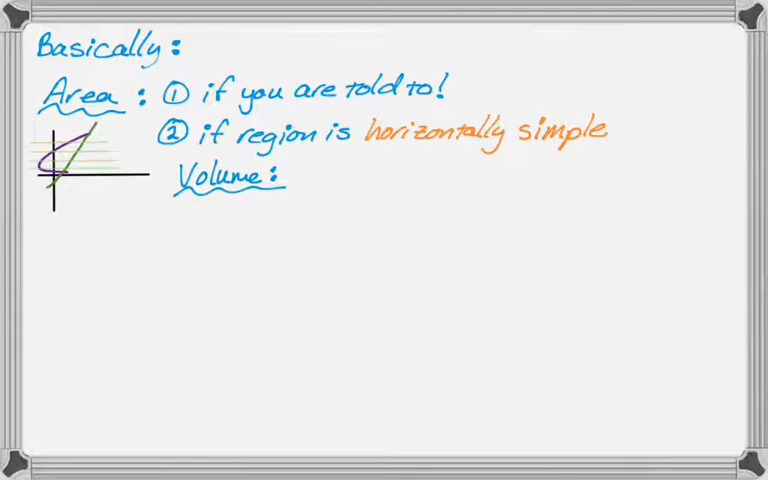 Basically:
Area: ① if you are told to!
② if region is horizontally simple
Volume: